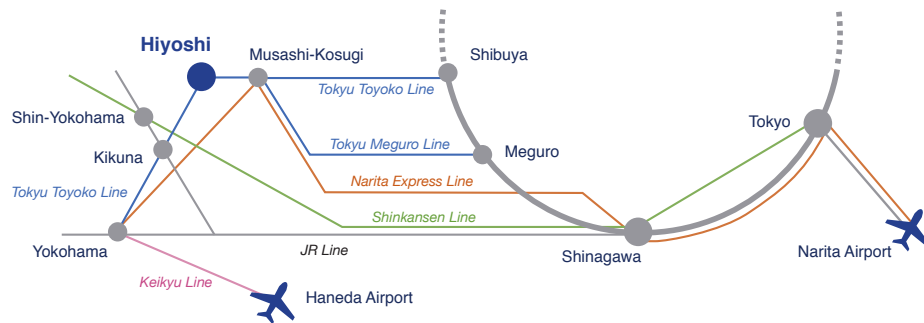 Hiyoshi
Musashi-Kosugi
Shibuya
Tokyu Toyoko Line
Shin-Yokohama
Tokyo
Kikuna
Tokyu Meguro Line
Meguro
Tokyu Toyoko Line
Narita Express Line
Shinkansen Line
Yokohama
JR Line
Shinagawa
Narita Airport
Keikyu Line
Haneda Airport